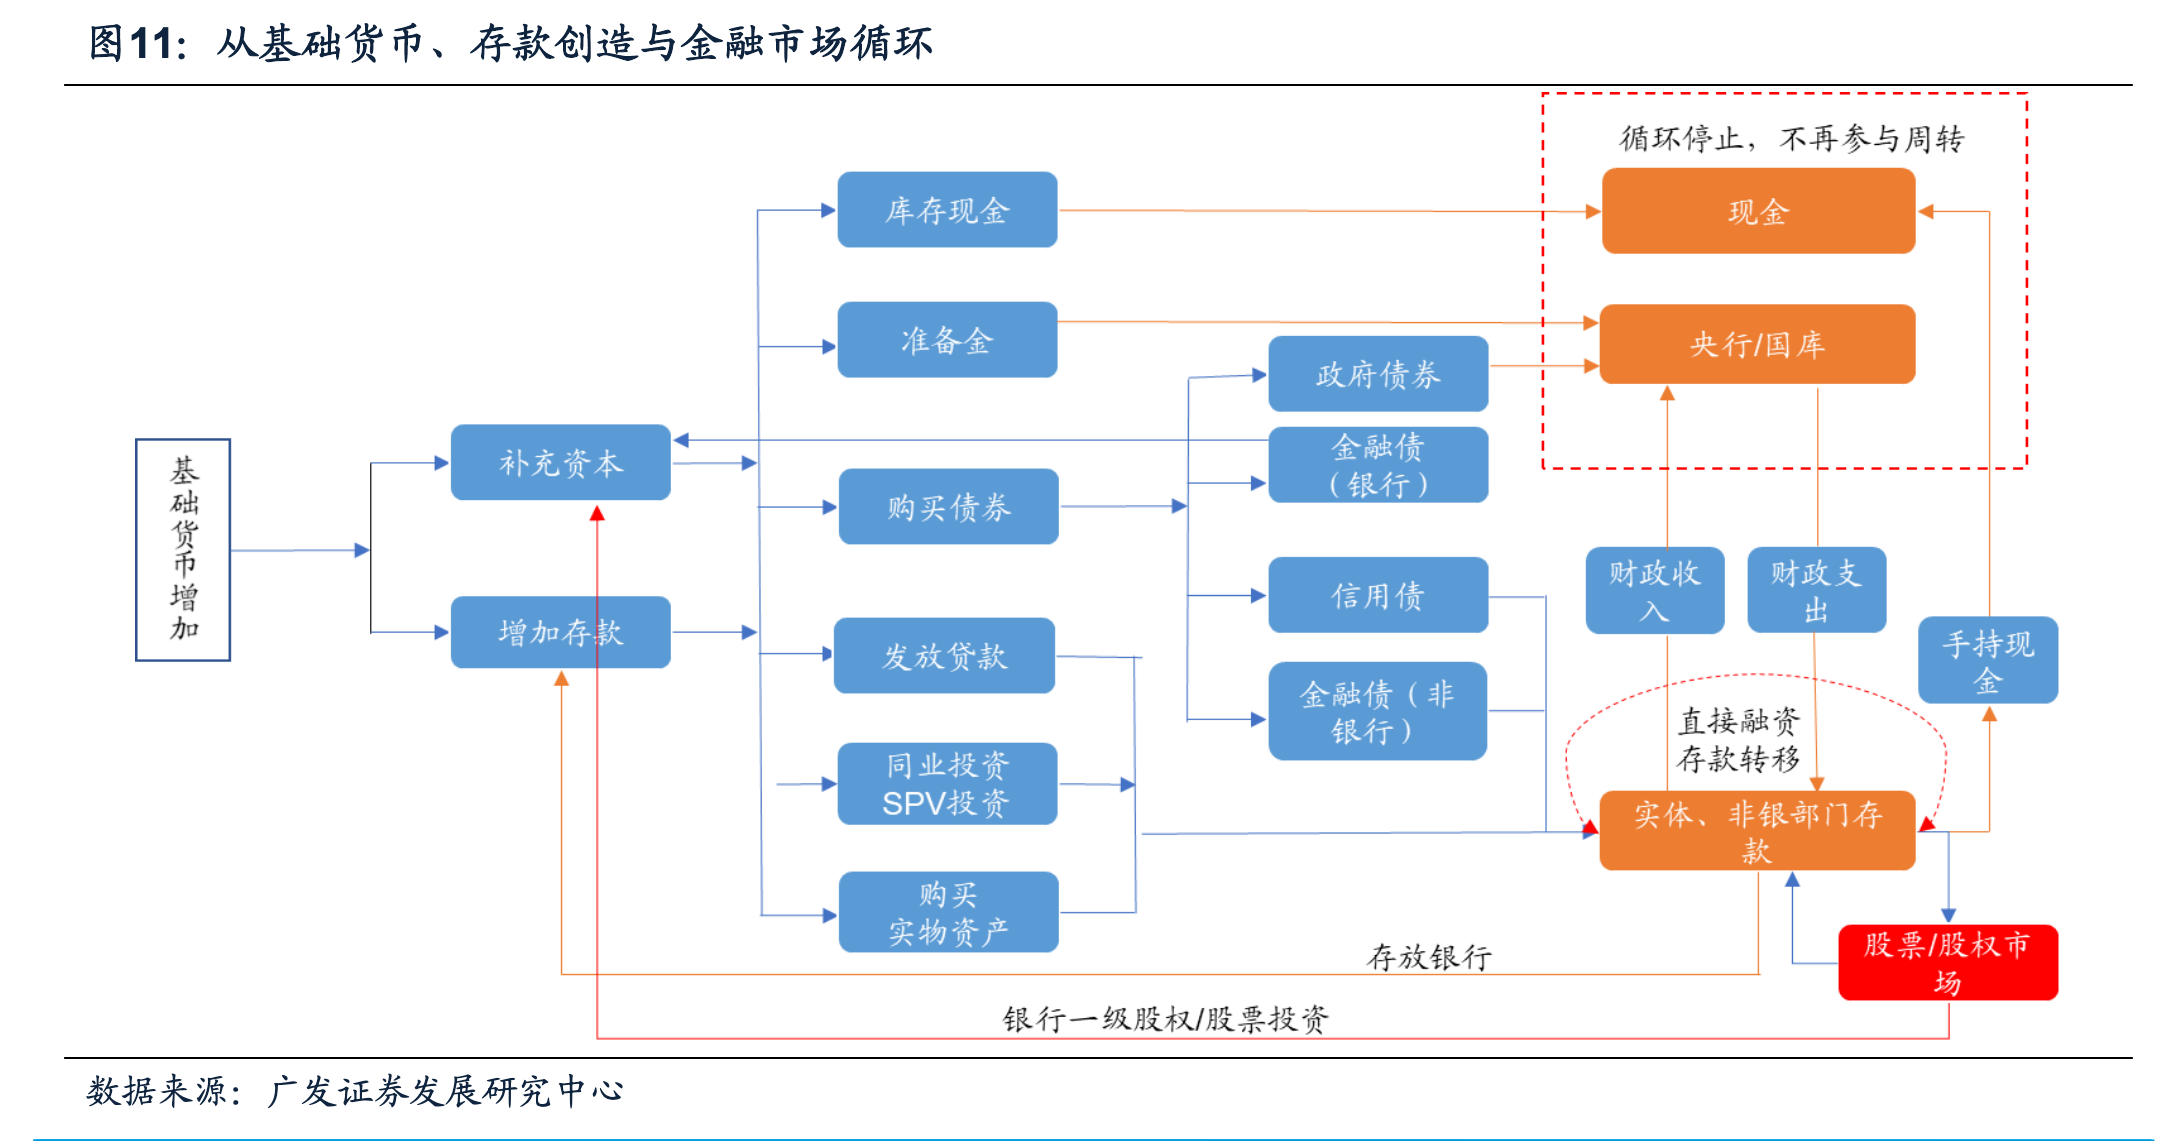 图11：从基础货币、存款创造与金融市场循环
循环停止，不再参与周转
库存现金
现金
准备金
央行/国库
政府债券
基
础
货
币
增
加
补充资本
金融债
（银行）
购买债券
信用债
财政收
入
财政支
出
增加存款
发放贷款
手持现
金
金融债（非
银行）
直接融资
存款转移
同业投资
SPV投资
实体、非银部门存
款
购买
实物资产
股票/股权市
场
存放银行
银行一级股权/股票投资
数据来源：广发证券发展研究中心